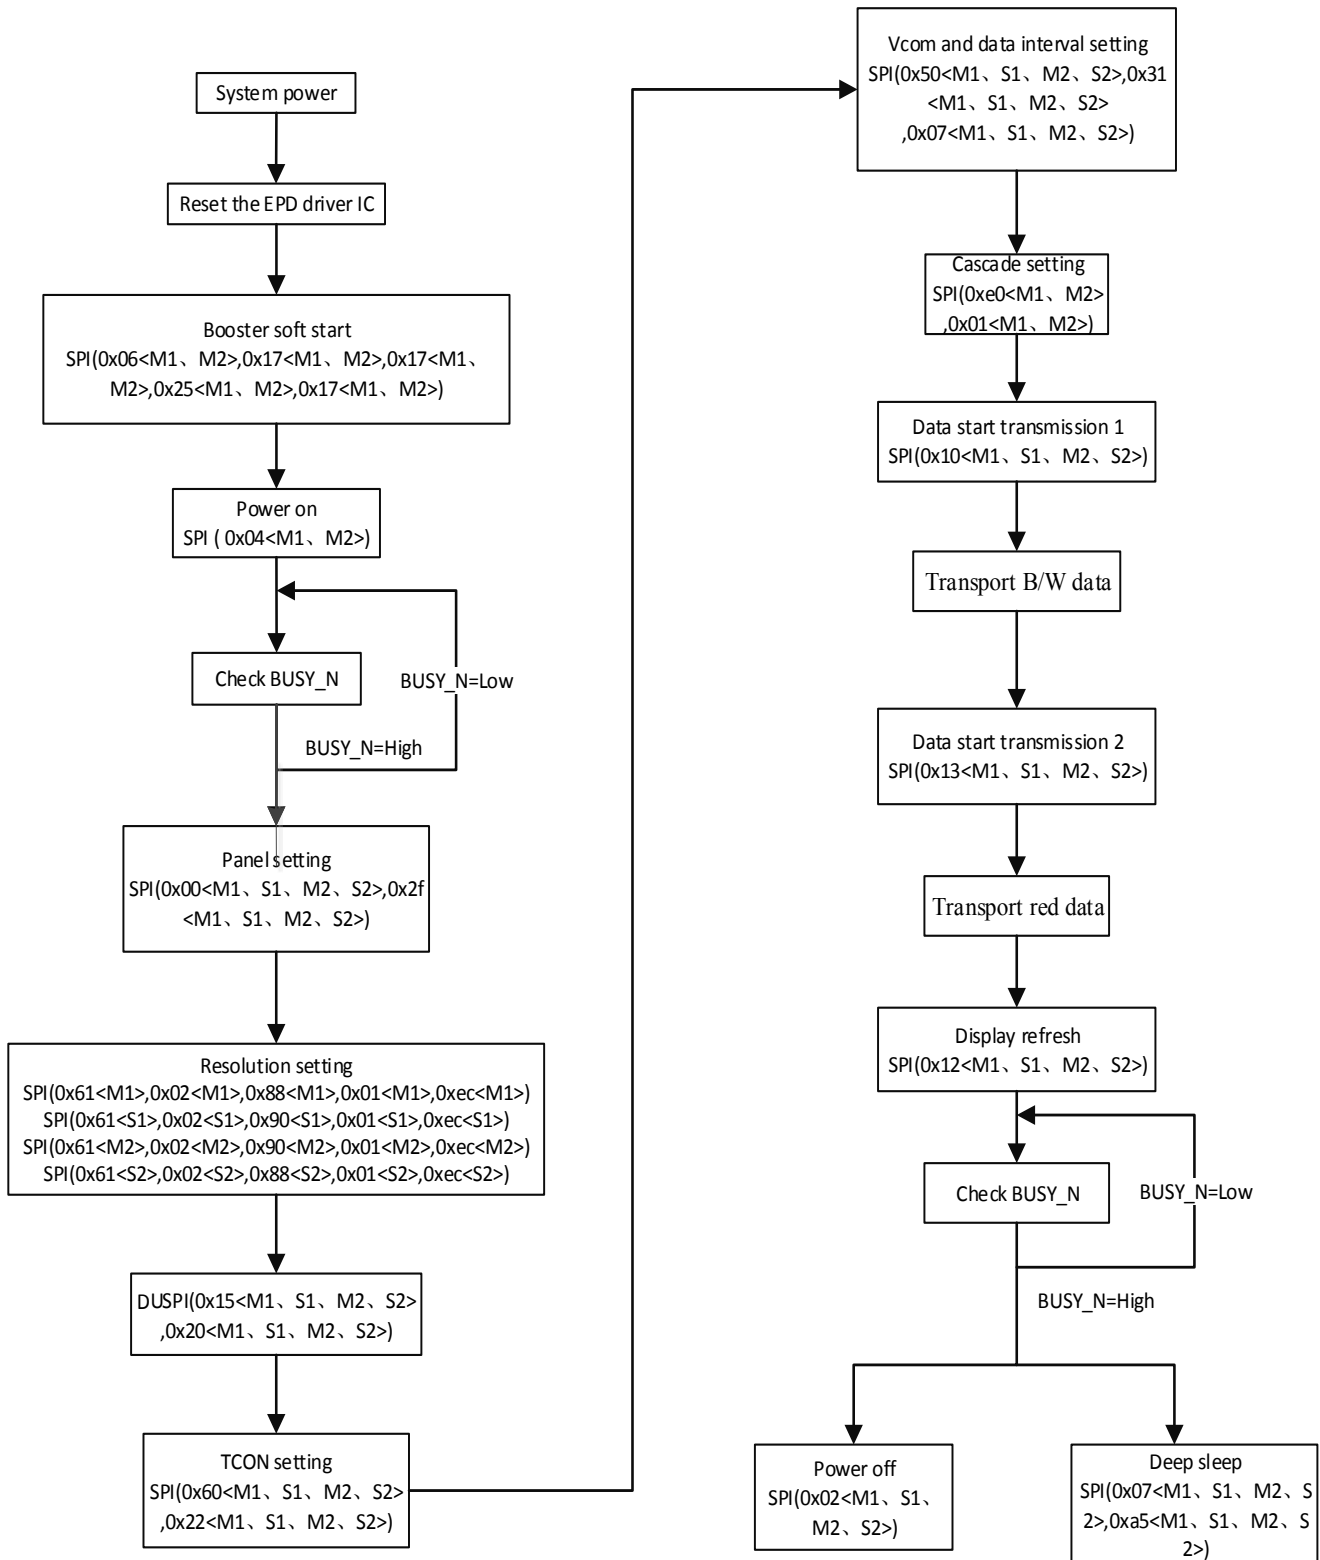 System power
Reset the EPD driver IC
Booster soft start
SPI(0x06<M1、M2>,0x17<M1、M2>,0x17<M1、
M2>,0x25<M1、M2>,0x17<M1、M2>)
Power on
SPI ( 0x04<M1、M2>)
Check BUSY_N
BUSY_N=Low
BUSY_N=High
Panel setting
SPI(0x00<M1、S1、M2、S2>,0x2f
<M1、S1、M2、S2>)
Resolution setting
SPI(0x61<M1>,0x02<M1>,0x88<M1>,0x01<M1>,0xec<M1>)
SPI(0x61<S1>,0x02<S1>,0x90<S1>,0x01<S1>,0xec<S1>)
SPI(0x61<M2>,0x02<M2>,0x90<M2>,0x01<M2>,0xec<M2>)
SPI(0x61<S2>,0x02<S2>,0x88<S2>,0x01<S2>,0xec<S2>)
DUSPI(0x15<M1、S1、M2、S2>
,0x20<M1、S1、M2、S2>)
TCON setting
SPI(0x60<M1、S1、M2、S2>
,0x22<M1、S1、M2、S2>)
Vcom and data interval setting
SPI(0x50<M1、S1、M2、S2>,0x31
<M1、S1、M2、S2>
,0x07<M1、S1、M2、S2>)
Cascade setting
SPI(0xe0<M1、M2>
,0x01<M1、M2>)
Data start transmission 1
SPI(0x10<M1、S1、M2、S2>)
Transport B/W data
Data start transmission 2
SPI(0x13<M1、S1、M2、S2>)
Transport red data
Display refresh
SPI(0x12<M1、S1、M2、S2>)
Check BUSY_N
BUSY_N=Low
BUSY_N=High
Power off
SPI(0x02<M1、S1、
M2、S2>)
Deep sleep
SPI(0x07<M1、S1、M2、S
2>,0xa5<M1、S1、M2、S
2>)